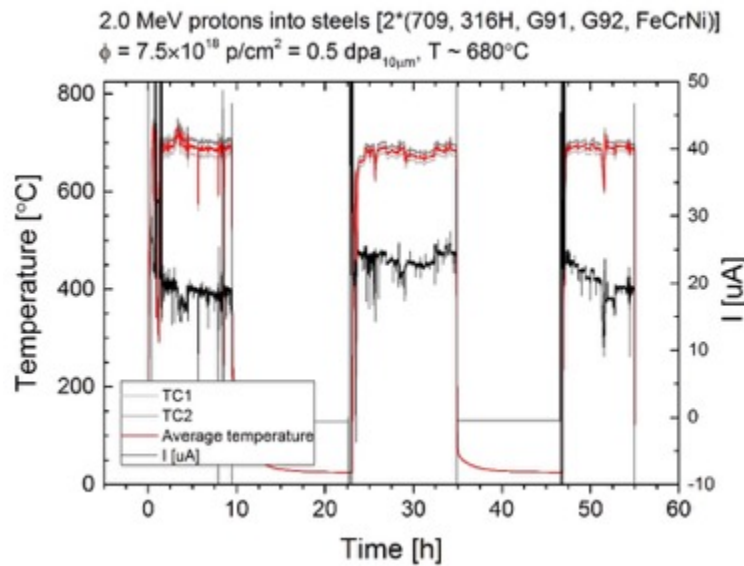 2.0 MeV protons into steels [2*(709, 316H, G91, G92, FeCrNi)]
ϕ = 7.5×10¹⁸ p/cm² = 0.5 dpa₁₀μₘ, T ~ 680°C
800
600
400
200
0
Temperature [°C]
50
40
30
20
10
0
-10
I [uA]
TC1
TC2
Average temperature
I [uA]
0 10 20 30 40 50 60
Time [h]